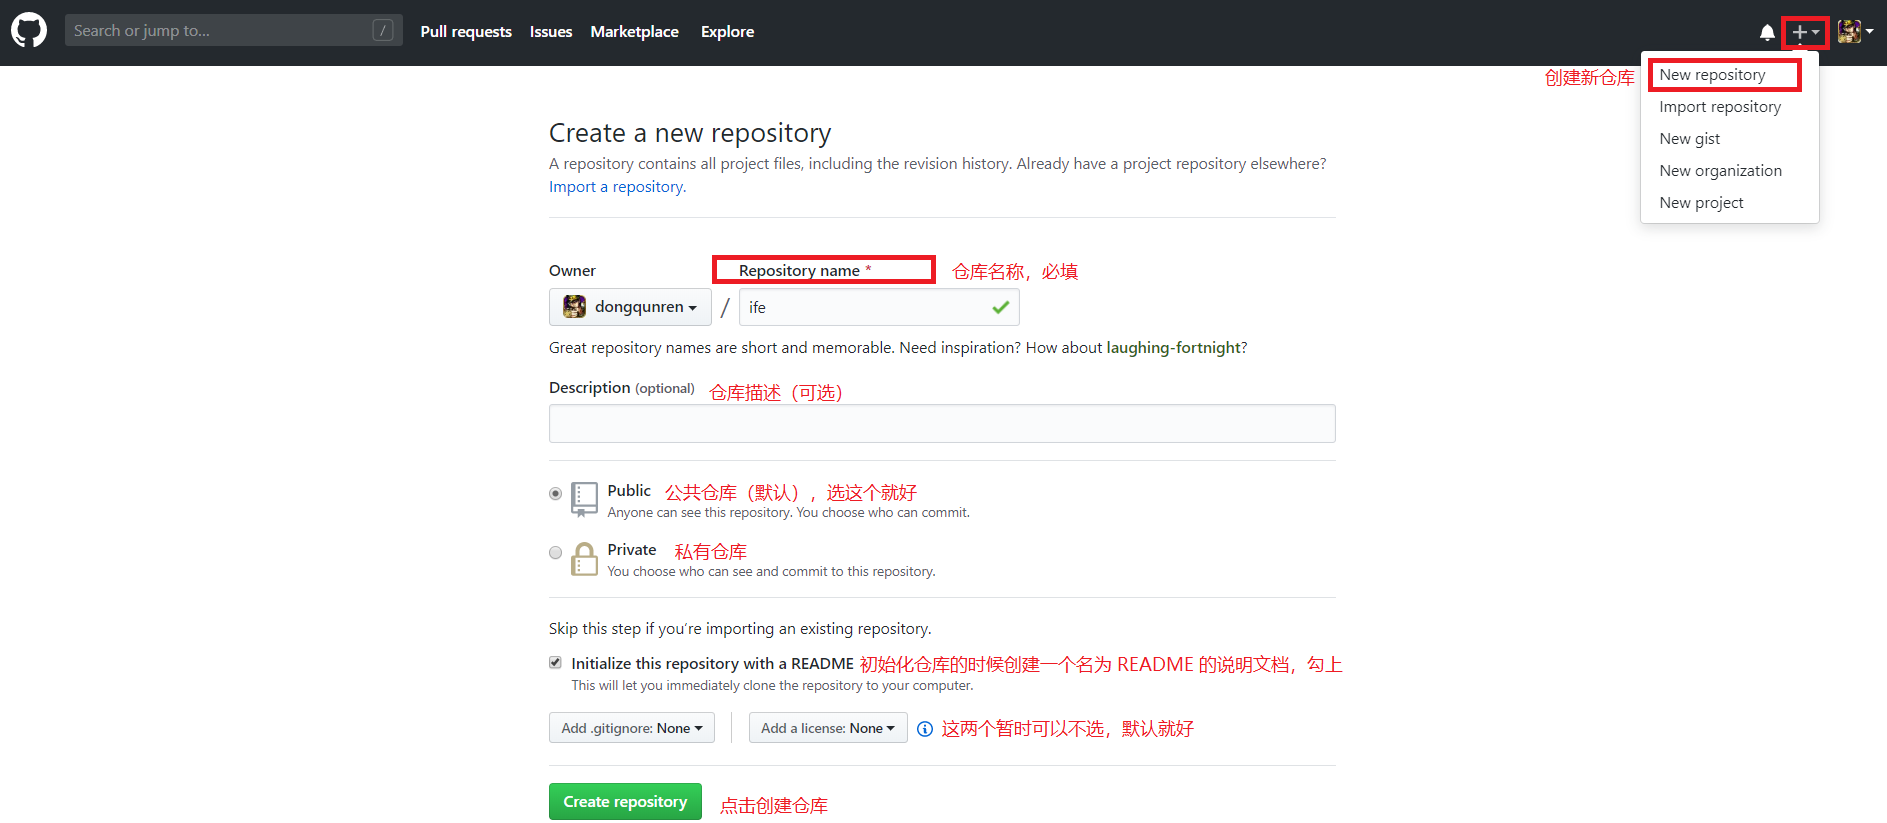 Search or jump to... /
Pull requests Issues Marketplace Explore
创建新仓库
New repository
Import repository
New gist
New organization
New project
Create a new repository
A repository contains all project files, including the revision history. Already have a project repository elsewhere?
Import a repository.
Owner Repository name * 仓库名称，必填
dongqunren / ife
Great repository names are short and memorable. Need inspiration? How about laughing-fortnight?
Description (optional) 仓库描述（可选）
Public 公共仓库（默认），选这个就好
Anyone can see this repository. You choose who can commit.
Private 私有仓库
You choose who can see and commit to this repository.
Skip this step if you’re importing an existing repository.
Initialize this repository with a README 初始化仓库的时候创建一个名为 README 的说明文档，勾上
This will let you immediately clone the repository to your computer.
Add .gitignore: None Add a license: None 这两个暂时可以不选，默认就好
Create repository 点击创建仓库